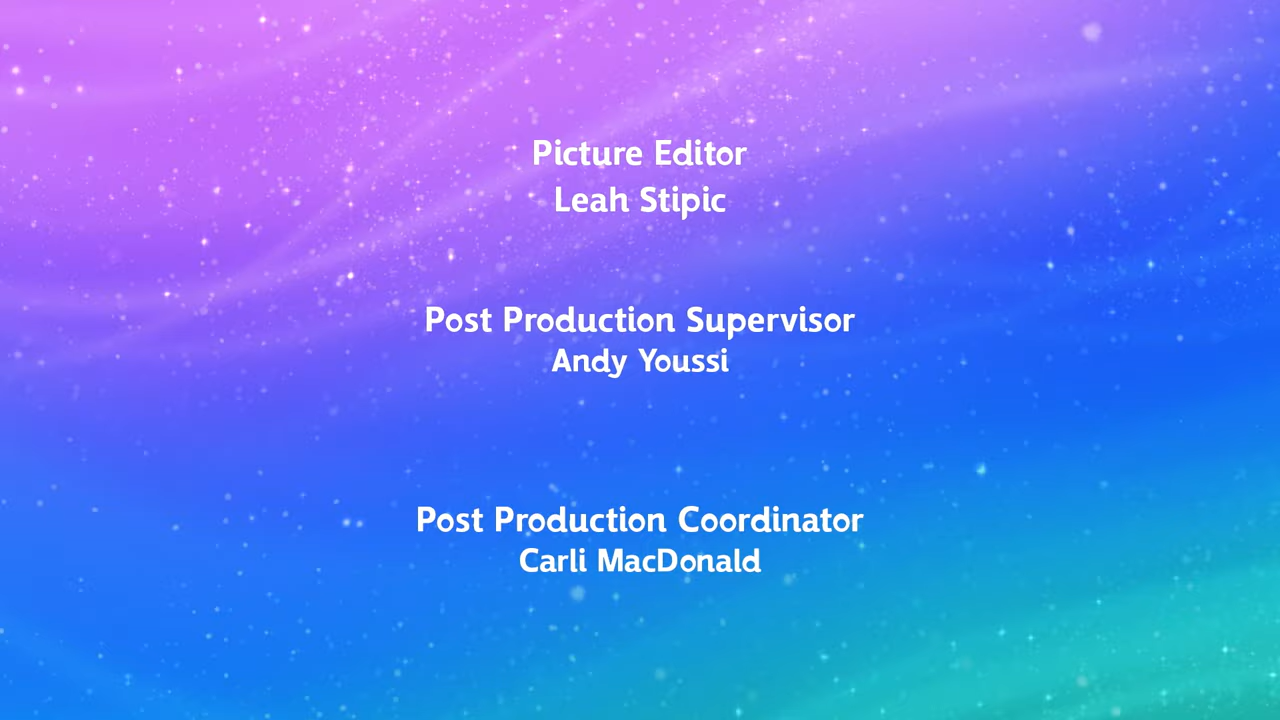 Picture Editor
Leah Stipic
Post Production Supervisor
Andy Youssi
Post Production Coordinator
Carli MacDonald